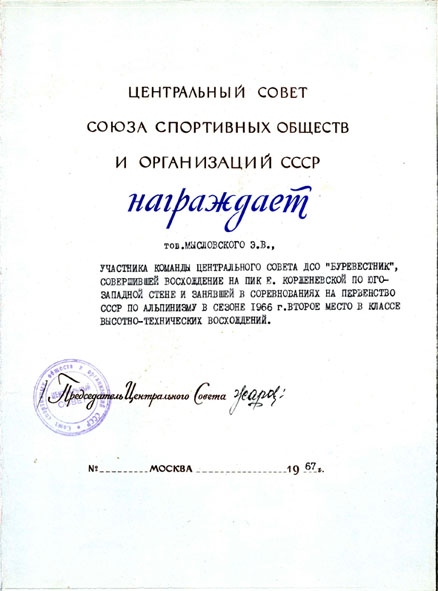 ЦЕНТРАЛЬНЫЙ СОВЕТ
СОЮЗА СПОРТИВНЫХ ОБЩЕСТВ
И ОРГАНИЗАЦИЙ СССР
награждает
тов.МЫСЛОВСКОГО Э.В.,
УЧАСТНИКА КОМАНДЫ ЦЕНТРАЛЬНОГО СОВЕТА ДСО "БУРЕВЕСТНИК",
СОВЕРШИВШЕЙ ВОСХОЖДЕНИЕ НА ПИК Е. КОРЖЕНЕВСКОЙ ПО ЮГО-
ЗАПАДНОЙ СТЕНЕ И ЗАНЯВШЕЙ В СОРЕВНОВАНИЯХ НА ПЕРВЕНСТВО
СССР ПО АЛЬПИНИЗМУ В СЕЗОНЕ 1966 г.ВТОРОЕ МЕСТО В КЛАССЕ
ВЫСОТНО-ТЕХНИЧЕСКИХ ВОСХОЖДЕНИЙ.
Председатель Центрального Совета
№ МОСКВА 1967 г.